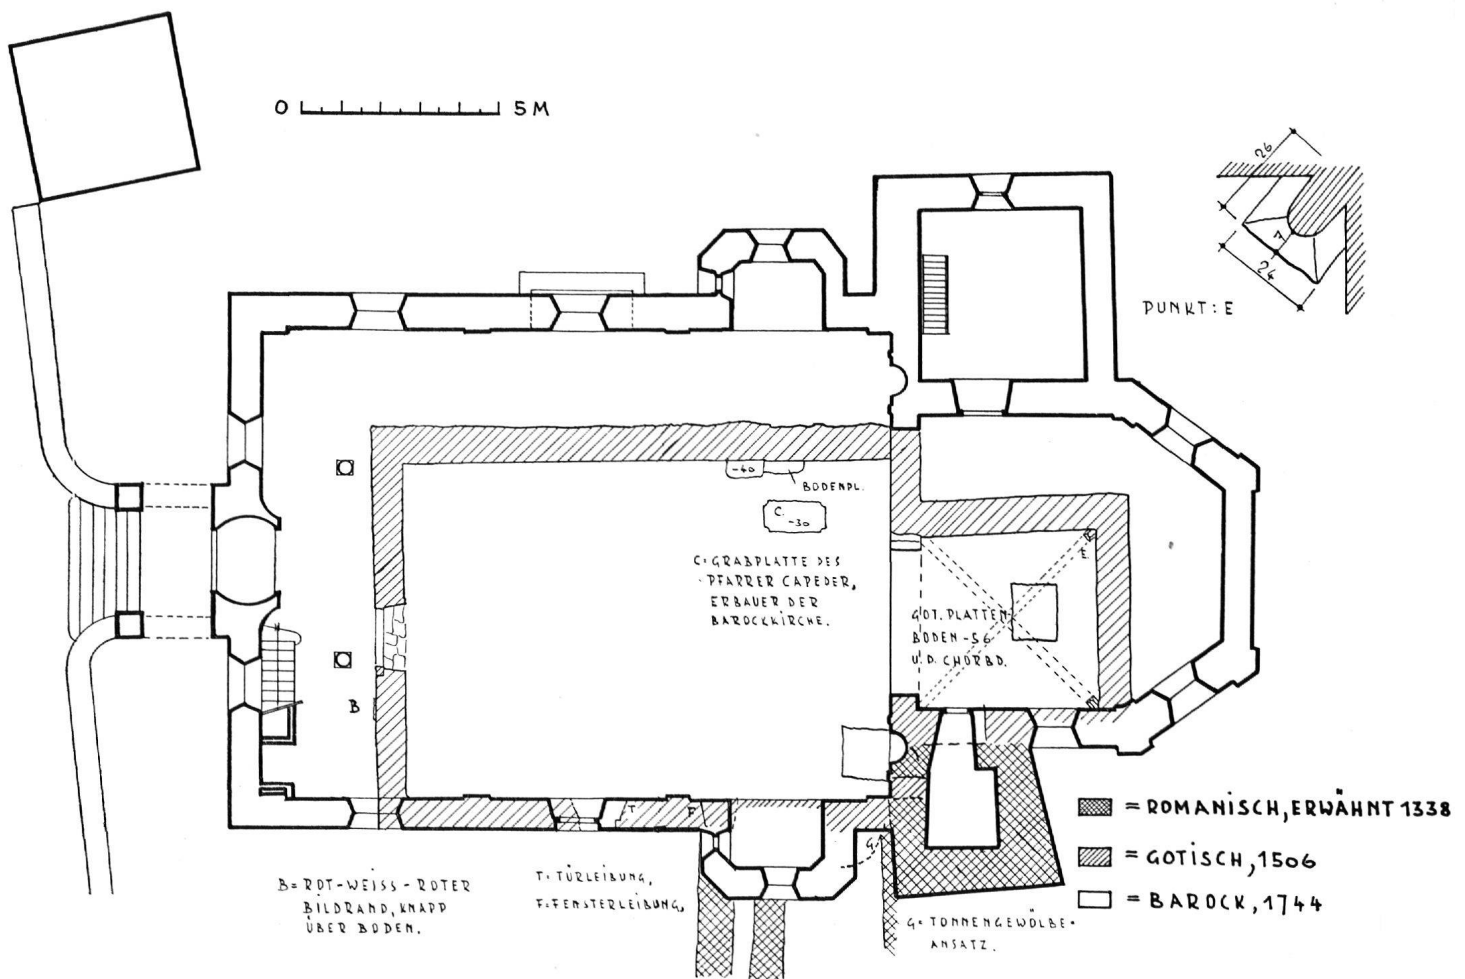 0 5 M
26
24
7
PUNKT: E
-40
BODENPL.
C.
-30
C = GRABPLATTE DES
PFARRER CAPEDER,
ERBAUER DER
BAROCKKIRCHE.
E.
GOT. PLATTEN
BODEN -56
U.D. CHORBD.
B
T
F
G
= ROMANISCH, ERWÄHNT 1338
= GOTISCH, 1506
= BAROCK, 1744
B = ROT-WEISS-ROTER
BILDRAND, KNAPP
ÜBER BODEN.
T = TÜRLEIBUNG,
F = FENSTERLEIBUNG,
G = TONNENGEWÖLBE-
ANSATZ.